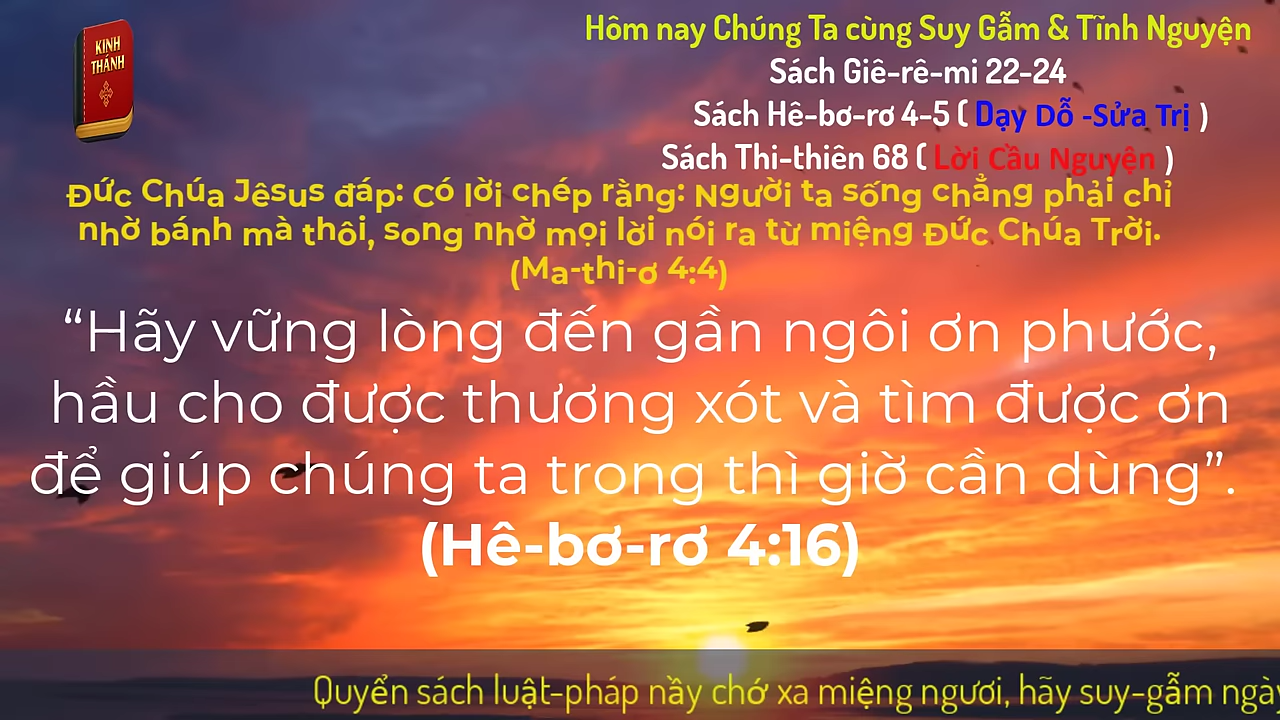 KINH
THÁNH
Hôm nay Chúng Ta cùng Suy Gẫm & Tĩnh Nguyện
Sách Giê-rê-mi 22-24
Sách Hê-bơ-rơ 4-5 ( Dạy Dỗ -Sửa Trị )
Sách Thi-thiên 68 ( Lời Cầu Nguyện )
Đức Chúa Jêsus đáp: Có lời chép rằng: Người ta sống chẳng phải chỉ
nhờ bánh mà thôi, song nhờ mọi lời nói ra từ miệng Đức Chúa Trời.
(Ma-thi-ơ 4:4)
“Hãy vững lòng đến gần ngôi ơn phước,
hầu cho được thương xót và tìm được ơn
để giúp chúng ta trong thì giờ cần dùng”.
(Hê-bơ-rơ 4:16)
Quyển sách luật-pháp nầy chớ xa miệng ngươi, hãy suy-gẫm ngày